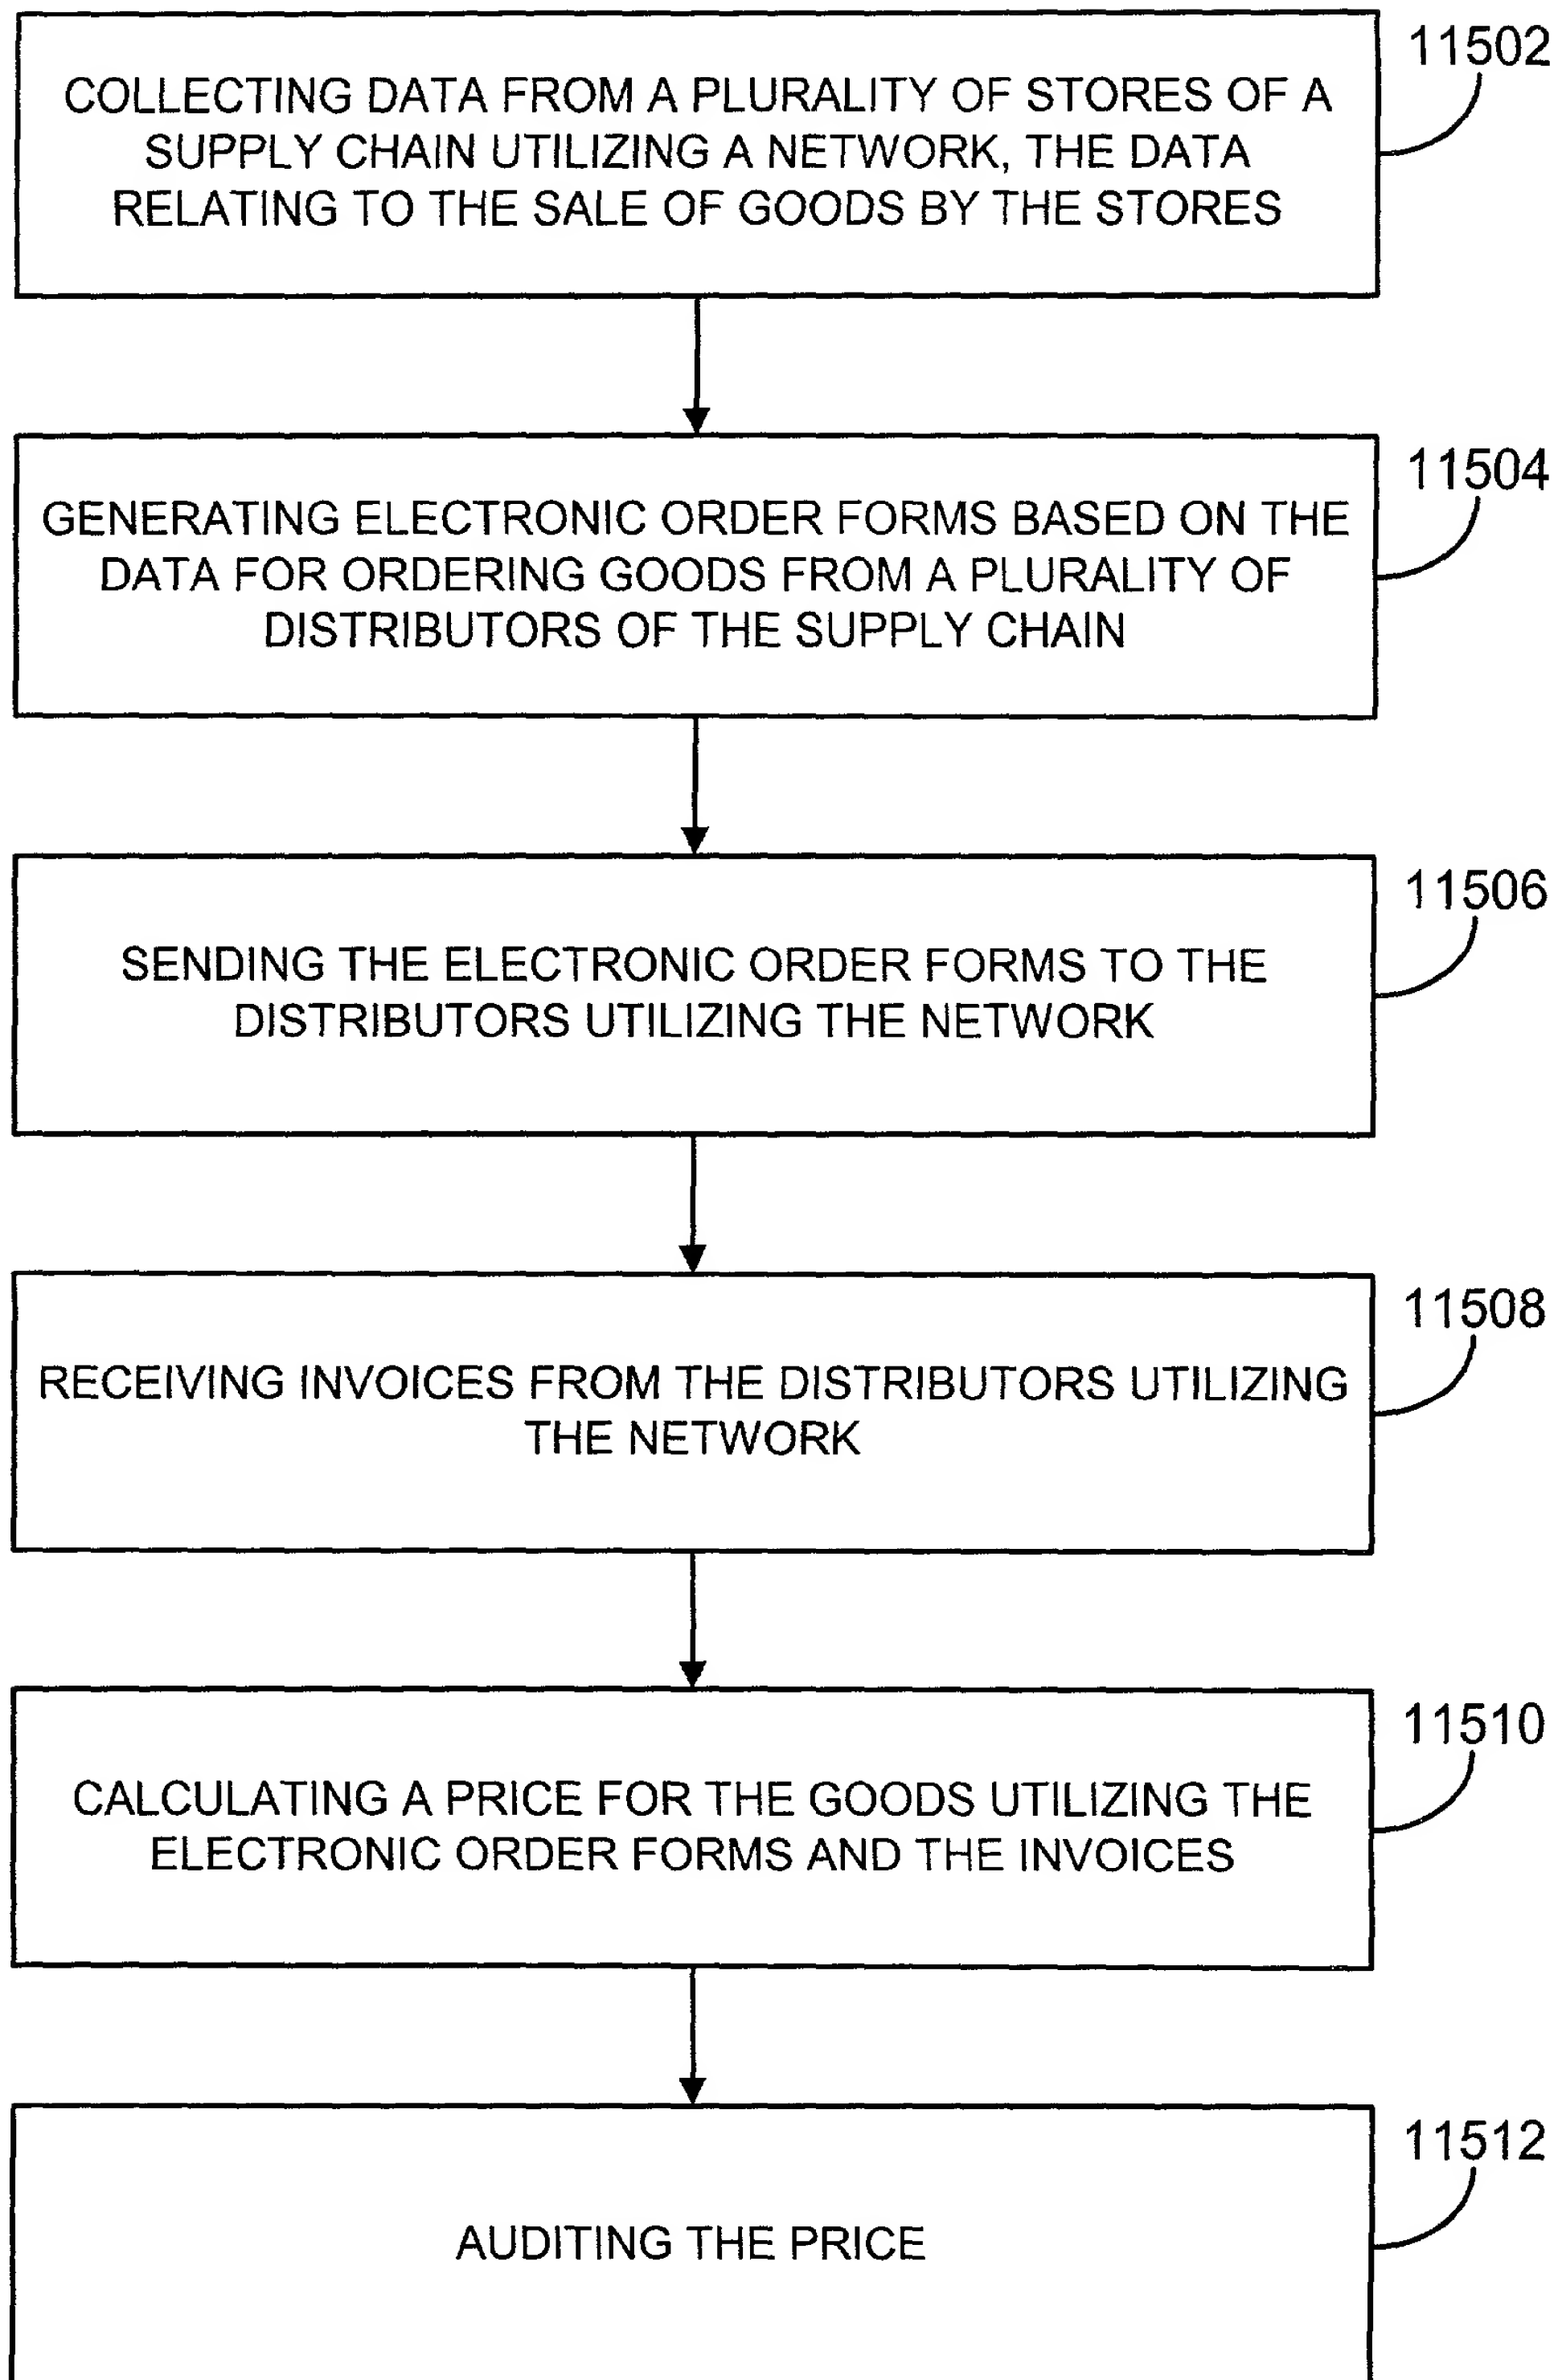 11502
COLLECTING DATA FROM A PLURALITY OF STORES OF A
SUPPLY CHAIN UTILIZING A NETWORK, THE DATA
RELATING TO THE SALE OF GOODS BY THE STORES
11504
GENERATING ELECTRONIC ORDER FORMS BASED ON THE
DATA FOR ORDERING GOODS FROM A PLURALITY OF
DISTRIBUTORS OF THE SUPPLY CHAIN
11506
SENDING THE ELECTRONIC ORDER FORMS TO THE
DISTRIBUTORS UTILIZING THE NETWORK
11508
RECEIVING INVOICES FROM THE DISTRIBUTORS UTILIZING
THE NETWORK
11510
CALCULATING A PRICE FOR THE GOODS UTILIZING THE
ELECTRONIC ORDER FORMS AND THE INVOICES
11512
AUDITING THE PRICE